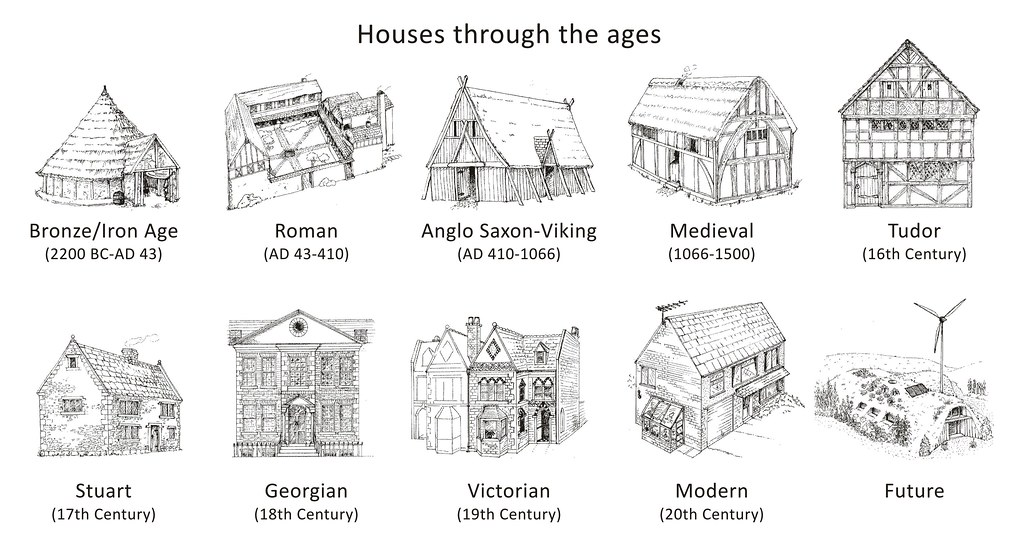 Houses through the ages
Bronze/Iron Age
(2200 BC-AD 43)
Roman
(AD 43-410)
Anglo Saxon-Viking
(AD 410-1066)
Medieval
(1066-1500)
Tudor
(16th Century)
Stuart
(17th Century)
Georgian
(18th Century)
Victorian
(19th Century)
Modern
(20th Century)
Future